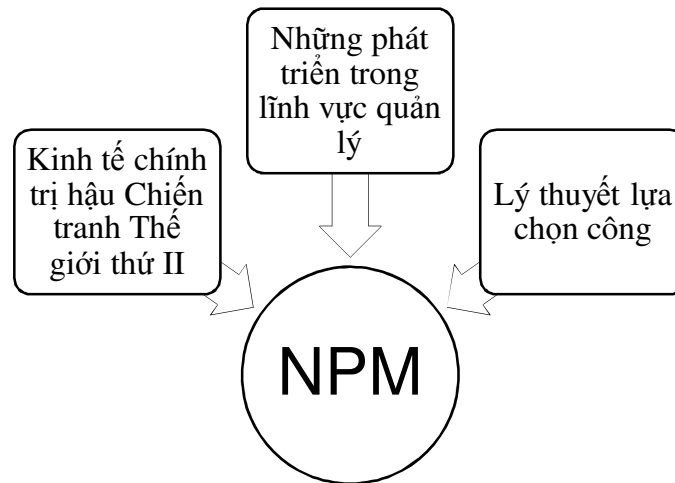 Những phát
triển trong
lĩnh vực quản
lý
Kinh tế chính
trị hậu Chiến
tranh Thế
giới thứ II
Lý thuyết lựa
chọn công
NPM